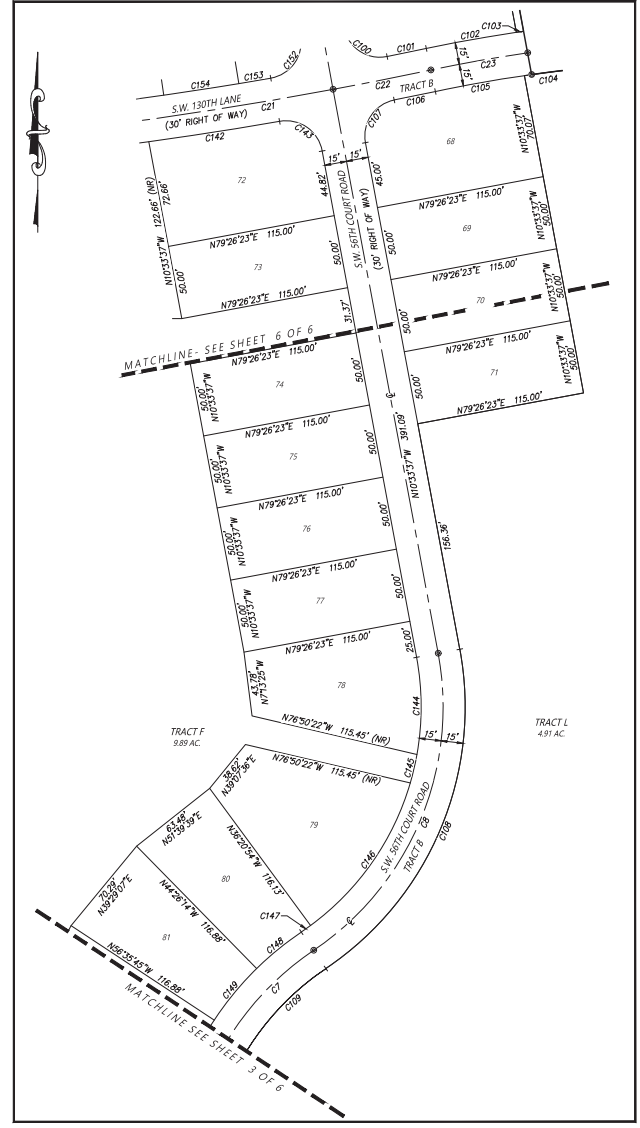 C103
C102
C101
C100
C152
15'
C23
15'
C104
C153
C154
C22
C105
TRACT B
C106
S.W. 130TH LANE
C21
(30' RIGHT OF WAY)
C107
C142
C143
68
N10°33'37"W
70.07'
15'
15'
N10°33'37"W 122.66' (NR)
72.66'
72
44.82'
45.00'
S.W. 56TH COURT ROAD
(30' RIGHT OF WAY)
N79°26'23"E 115.00'
69
N10°33'37"
50.00'
N79°26'23"E 115.00'
73
50.00'
50.00'
50.00'
N79°26'23"E 115.00'
N79°26'23"E 115.00'
70
N10°33'37"
50.00'
31.37'
50.00'
MATCHLINE- SEE SHEET 6 OF 6
N79°26'23"E 115.00'
N79°26'23"E 115.00'
71
N10°33'37"W
50.00'
74
50.00'
N10°33'37"W
50.00'
50.00'
N79°26'23"E 115.00'
N79°26'23"E 115.00'
N10°33'37"W 391.09'
75
50.00'
N10°33'37"W
50.00'
N79°26'23"E 115.00'
76
50.00'
N10°33'37"W
50.00'
156.36'
N79°26'23"E 115.00'
77
50.00'
N10°33'37"W
50.00'
N79°26'23"E 115.00'
25.00'
43.78'
N7°13'25"W
78
C144
N76°50'22"W 115.45' (NR)
TRACT F
9.89 AC.
TRACT L
4.91 AC.
15'
15'
N76°50'22"W 115.45' (NR)
C145
38.62'
N39°07'36"E
79
S.W. 56TH COURT ROAD
C8
TRACT B
C108
C146
63.48'
N51°39'39"E
N36°20'54"W 116.13'
80
C147
70.29'
N39°29'07"E
N44°26'14"W 116.88'
C148
81
N56°35'45"W 116.88'
C149
C7
C109
MATCHLINE SEE SHEET 3 OF 6